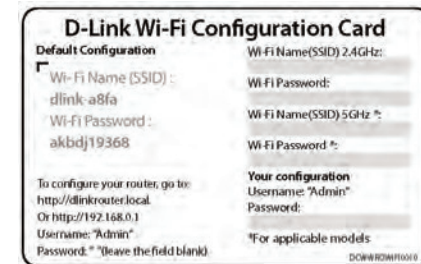 D-Link Wi-Fi Configuration Card
Default Configuration
Wi-Fi Name (SSID) :
dlink-a8fa
Wi-Fi Password :
akbdj19368
To configure your router, go to:
http://dlinkrouter.local
Or http://192.168.0.1
Username: "Admin"
Password: " "(leave the field blank)
Wi-Fi Name(SSID) 2.4GHz:
Wi-Fi Password:
Wi-Fi Name(SSID) 5GHz *:
Wi-Fi Password *:
Your configuration
Username: "Admin"
Password:
*For applicable models